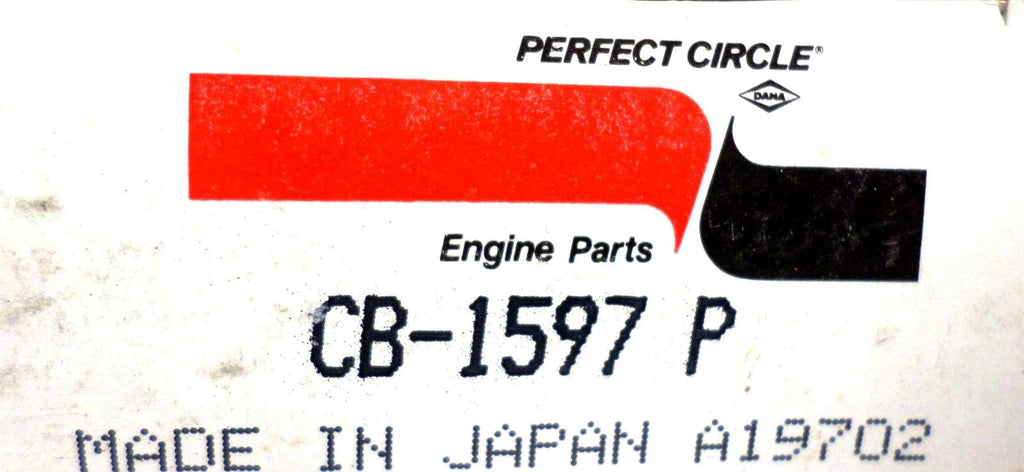 PERFECT CIRCLE®
DANA
Engine Parts
CB-1597 P
MADE IN JAPAN A19702